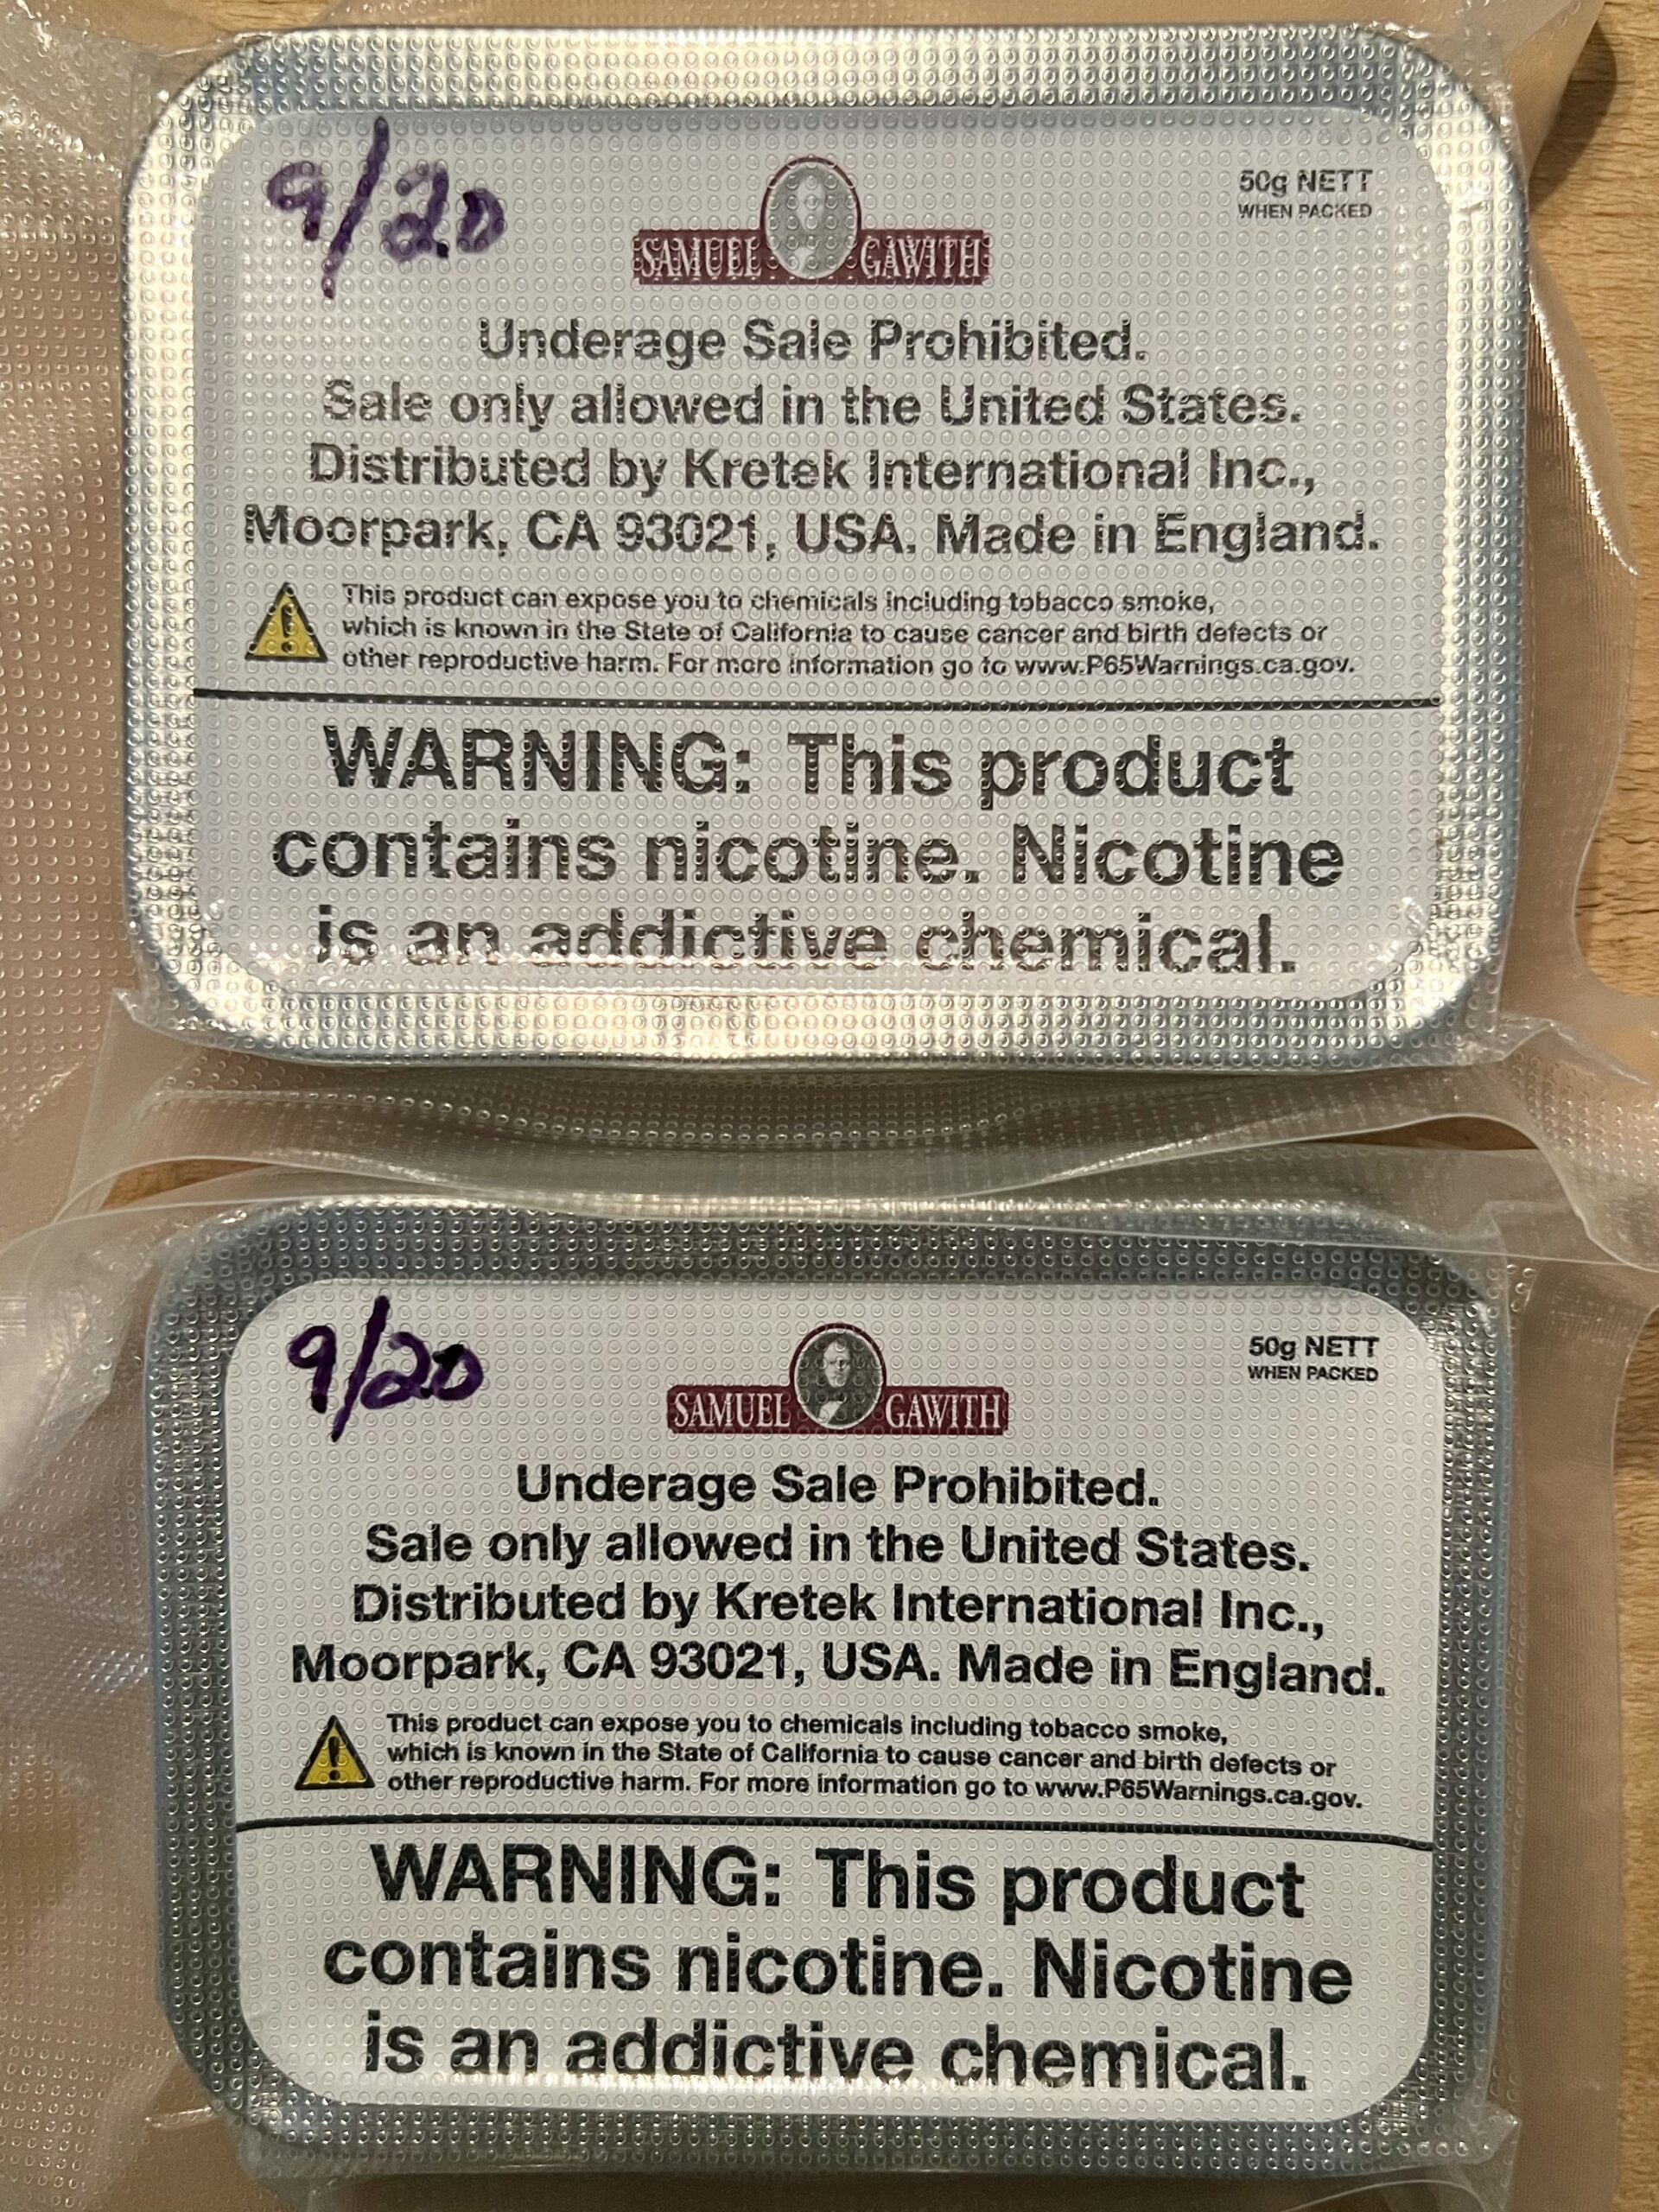 9/20
SAMUEL GAWITH
50g NETT
WHEN PACKED
Underage Sale Prohibited.
Sale only allowed in the United States.
Distributed by Kretek International Inc.,
Moorpark, CA 93021, USA. Made in England.
This product can expose you to chemicals including tobacco smoke,
which is known in the State of California to cause cancer and birth defects or
other reproductive harm. For more information go to www.P65Warnings.ca.gov.
WARNING: This product
contains nicotine. Nicotine
is an addictive chemical.
9/20
SAMUEL GAWITH
50g NETT
WHEN PACKED
Underage Sale Prohibited.
Sale only allowed in the United States.
Distributed by Kretek International Inc.,
Moorpark, CA 93021, USA. Made in England.
This product can expose you to chemicals including tobacco smoke,
which is known in the State of California to cause cancer and birth defects or
other reproductive harm. For more information go to www.P65Warnings.ca.gov.
WARNING: This product
contains nicotine. Nicotine
is an addictive chemical.